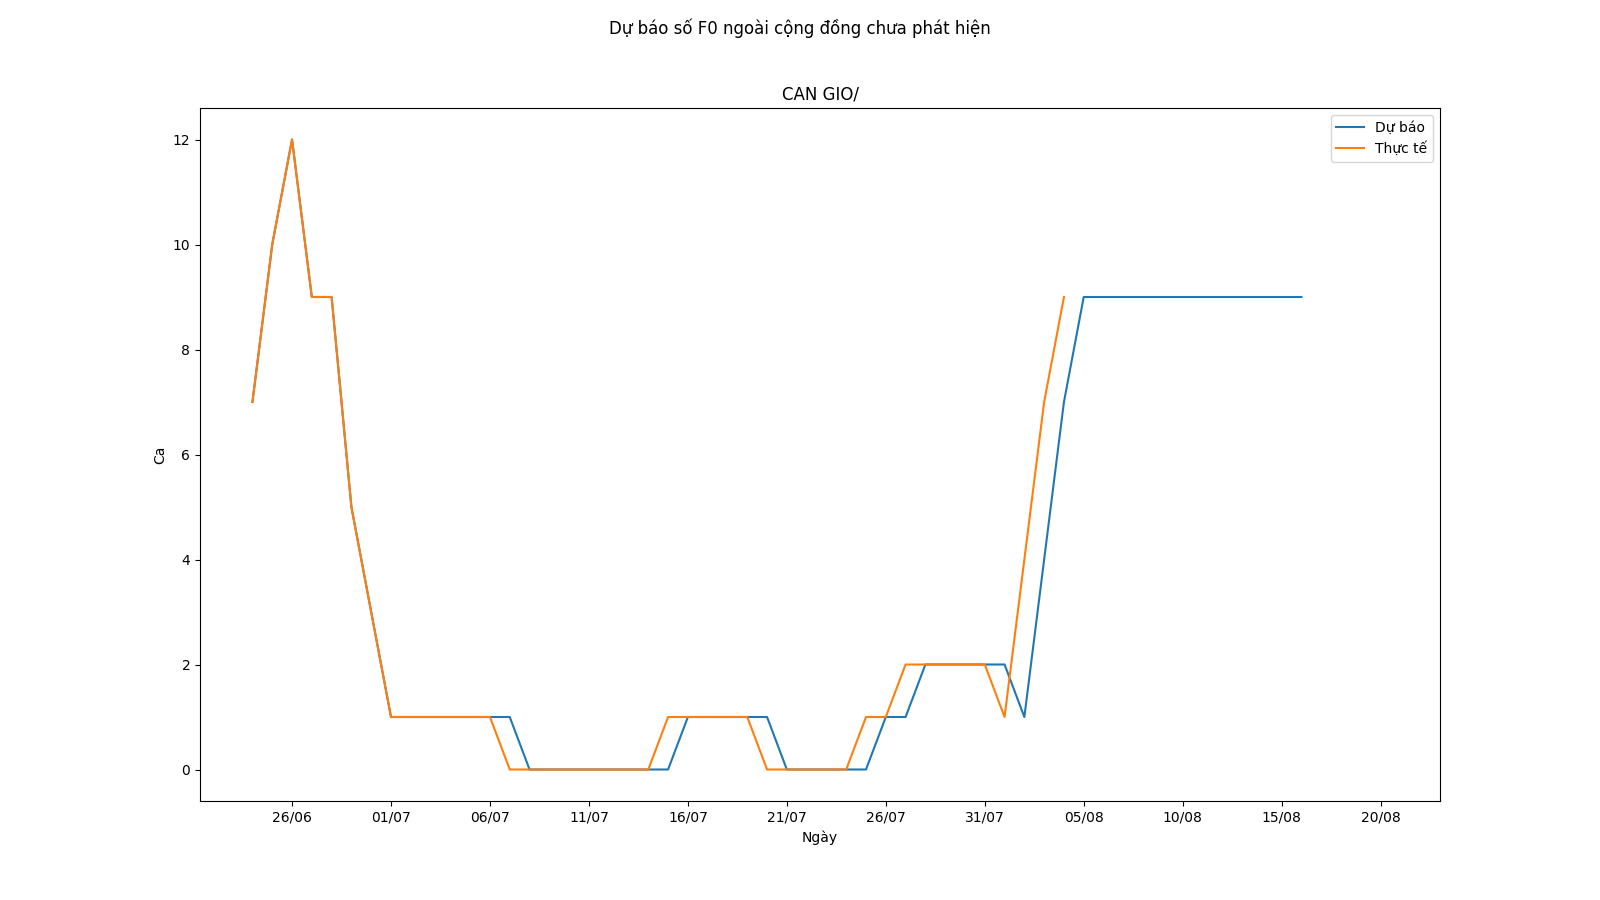 Dự báo số F0 ngoài cộng đồng chưa phát hiện
CAN GIO/
Dự báo
Thực tế
12
10
8
6
4
2
0
Ca
26/06 01/07 06/07 11/07 16/07 21/07 26/07 31/07 05/08 10/08 15/08 20/08
Ngày